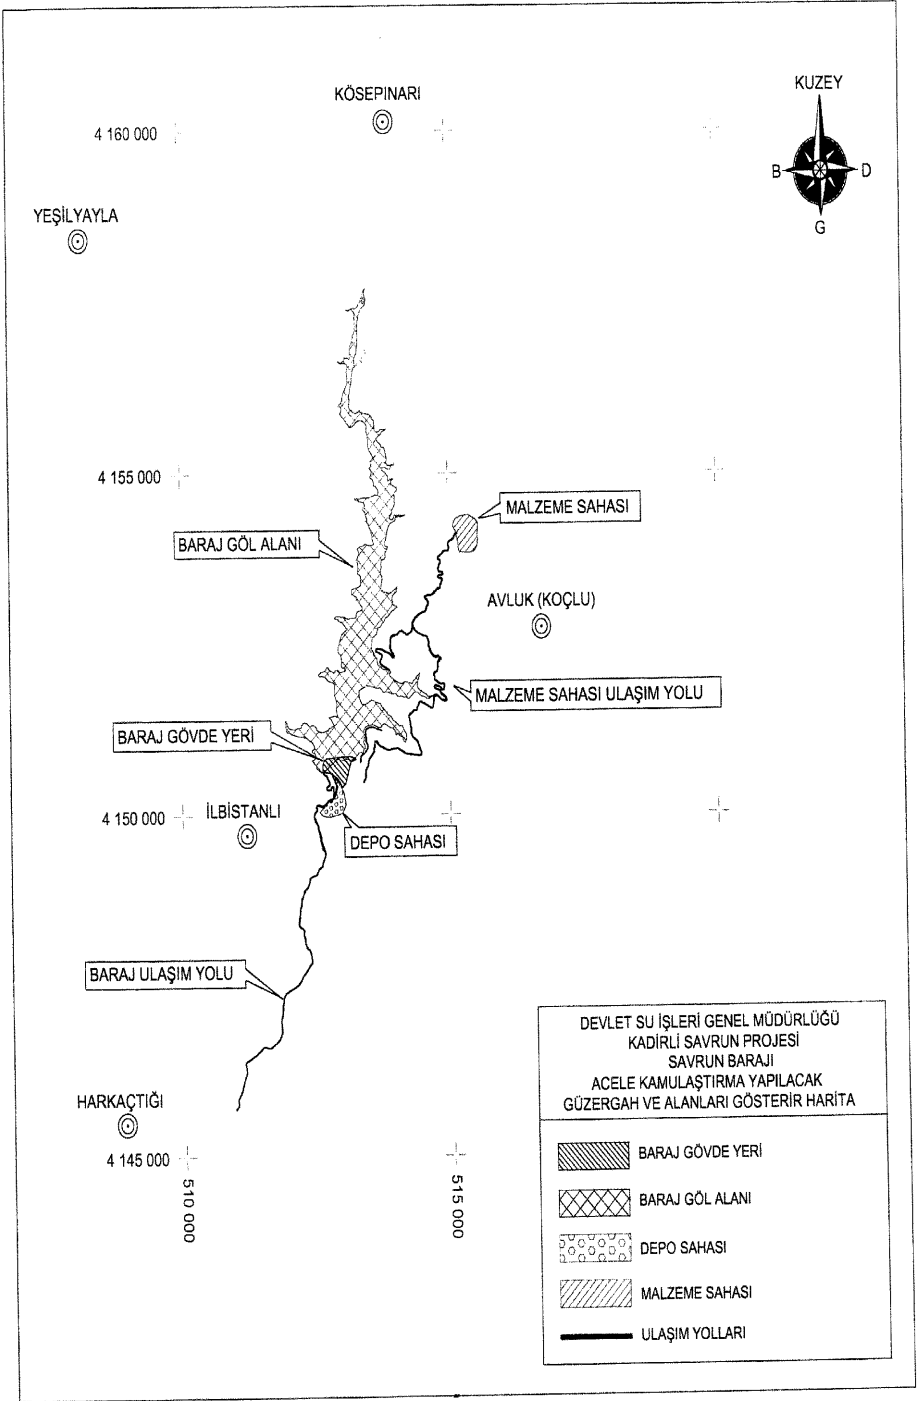 KÖSEPINARI
KUZEY
4 160 000
B
D
G
YEŞİLYAYLA
4 155 000
MALZEME SAHASI
BARAJ GÖL ALANI
AVLUK (KOÇLU)
MALZEME SAHASI ULAŞIM YOLU
BARAJ GÖVDE YERİ
4 150 000
İLBİSTANLI
DEPO SAHASI
BARAJ ULAŞIM YOLU
HARKAÇTIĞI
4 145 000
510 000
515 000
DEVLET SU İŞLERİ GENEL MÜDÜRLÜĞÜ
KADİRLİ SAVRUN PROJESİ
SAVRUN BARAJI
ACELE KAMULAŞTIRMA YAPILACAK
GÜZERGAH VE ALANLARI GÖSTERİR HARİTA
BARAJ GÖVDE YERİ
BARAJ GÖL ALANI
DEPO SAHASI
MALZEME SAHASI
ULAŞIM YOLLARI